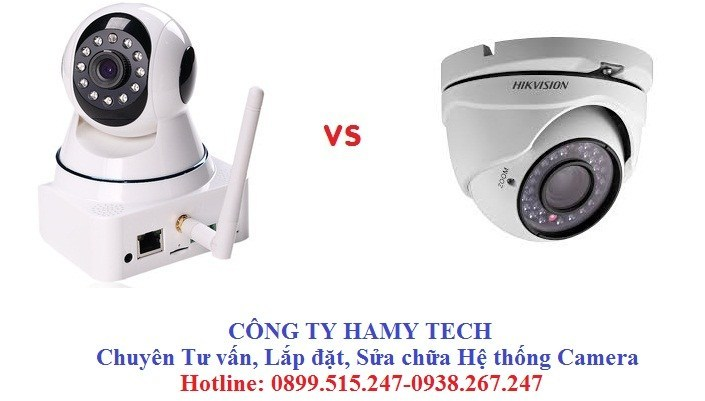 HIKVISION
vs
ZOOM
CÔNG TY HAMY TECH
Chuyên Tư vấn, Lắp đặt, Sửa chữa Hệ thống Camera
Hotline: 0899.515.247-0938.267.247